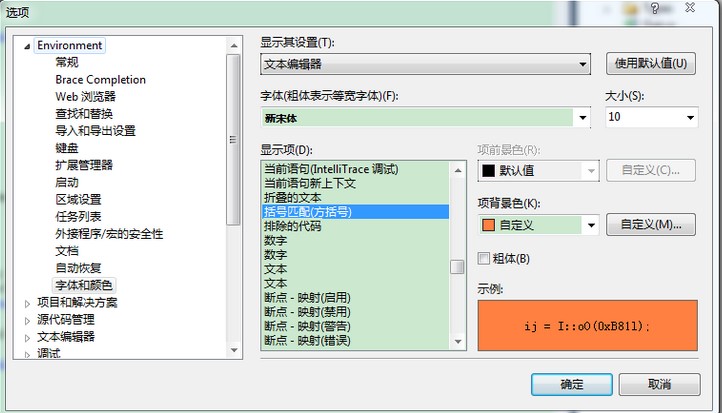 选项
Environment
常规
Brace Completion
Web 浏览器
查找和替换
导入和导出设置
键盘
扩展管理器
启动
区域设置
任务列表
外接程序/宏的安全性
文档
自动恢复
字体和颜色
项目和解决方案
源代码管理
文本编辑器
调试
显示其设置(T):
文本编辑器
使用默认值(U)
字体(粗体表示等宽字体)(F):
大小(S):
新宋体
10
显示项(D):
当前语句(IntelliTrace 调试)
当前语句新上下文
折叠的文本
括号匹配(方括号)
排除的代码
数字
数字
文本
文本
断点 - 映射(启用)
断点 - 映射(禁用)
断点 - 映射(警告)
断点 - 映射(错误)
项前景色(R):
默认值
自定义(C)...
项背景色(K):
自定义
自定义(M)...
粗体(B)
示例:
ij = I::oO(0xB81l);
确定
取消